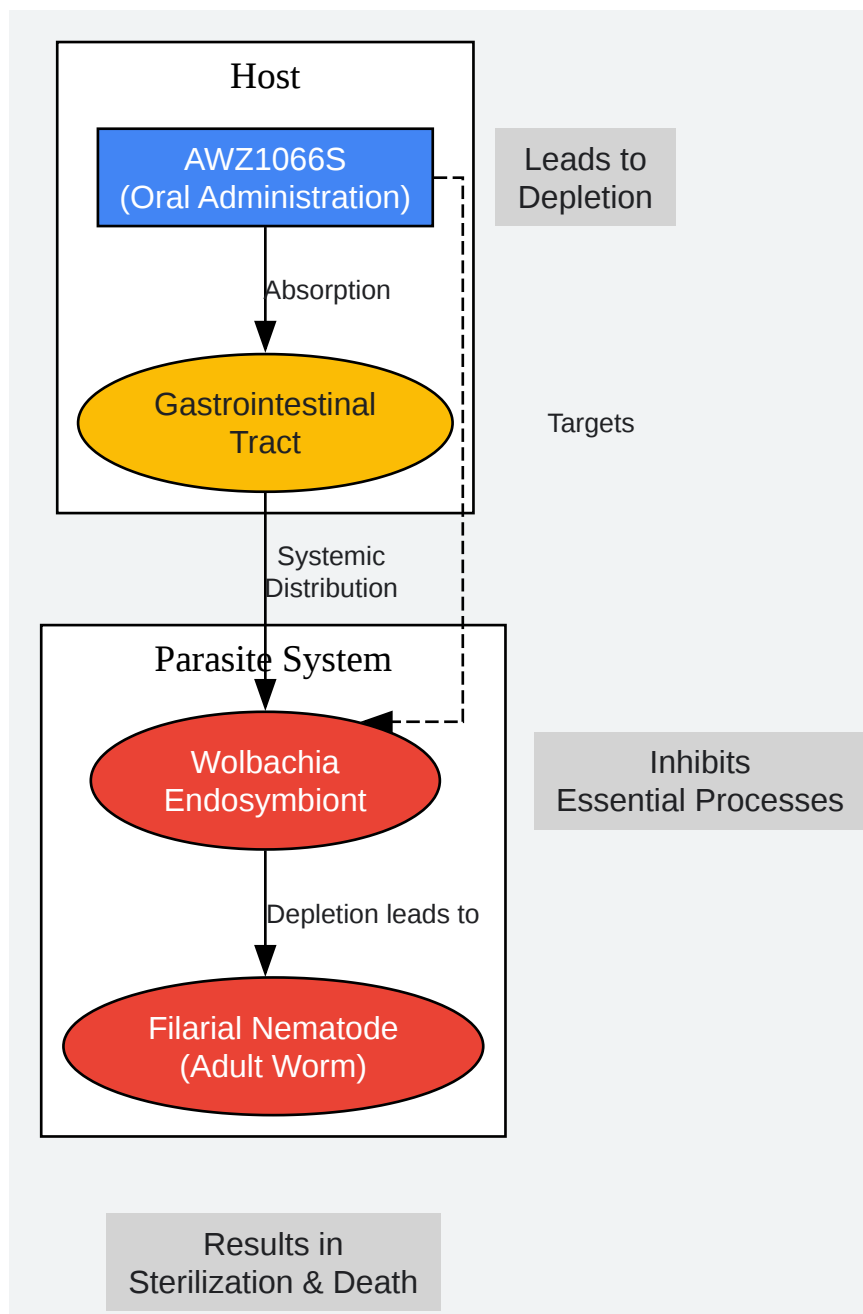 Host
AWZ1066S
(Oral Administration)
Leads to
Depletion
Absorption
Gastrointestinal
Tract
Targets
Systemic
Distribution
Parasite System
Wolbachia
Endosymbiont
Inhibits
Essential Processes
Depletion leads to
Filarial Nematode
(Adult Worm)
Results in
Sterilization & Death